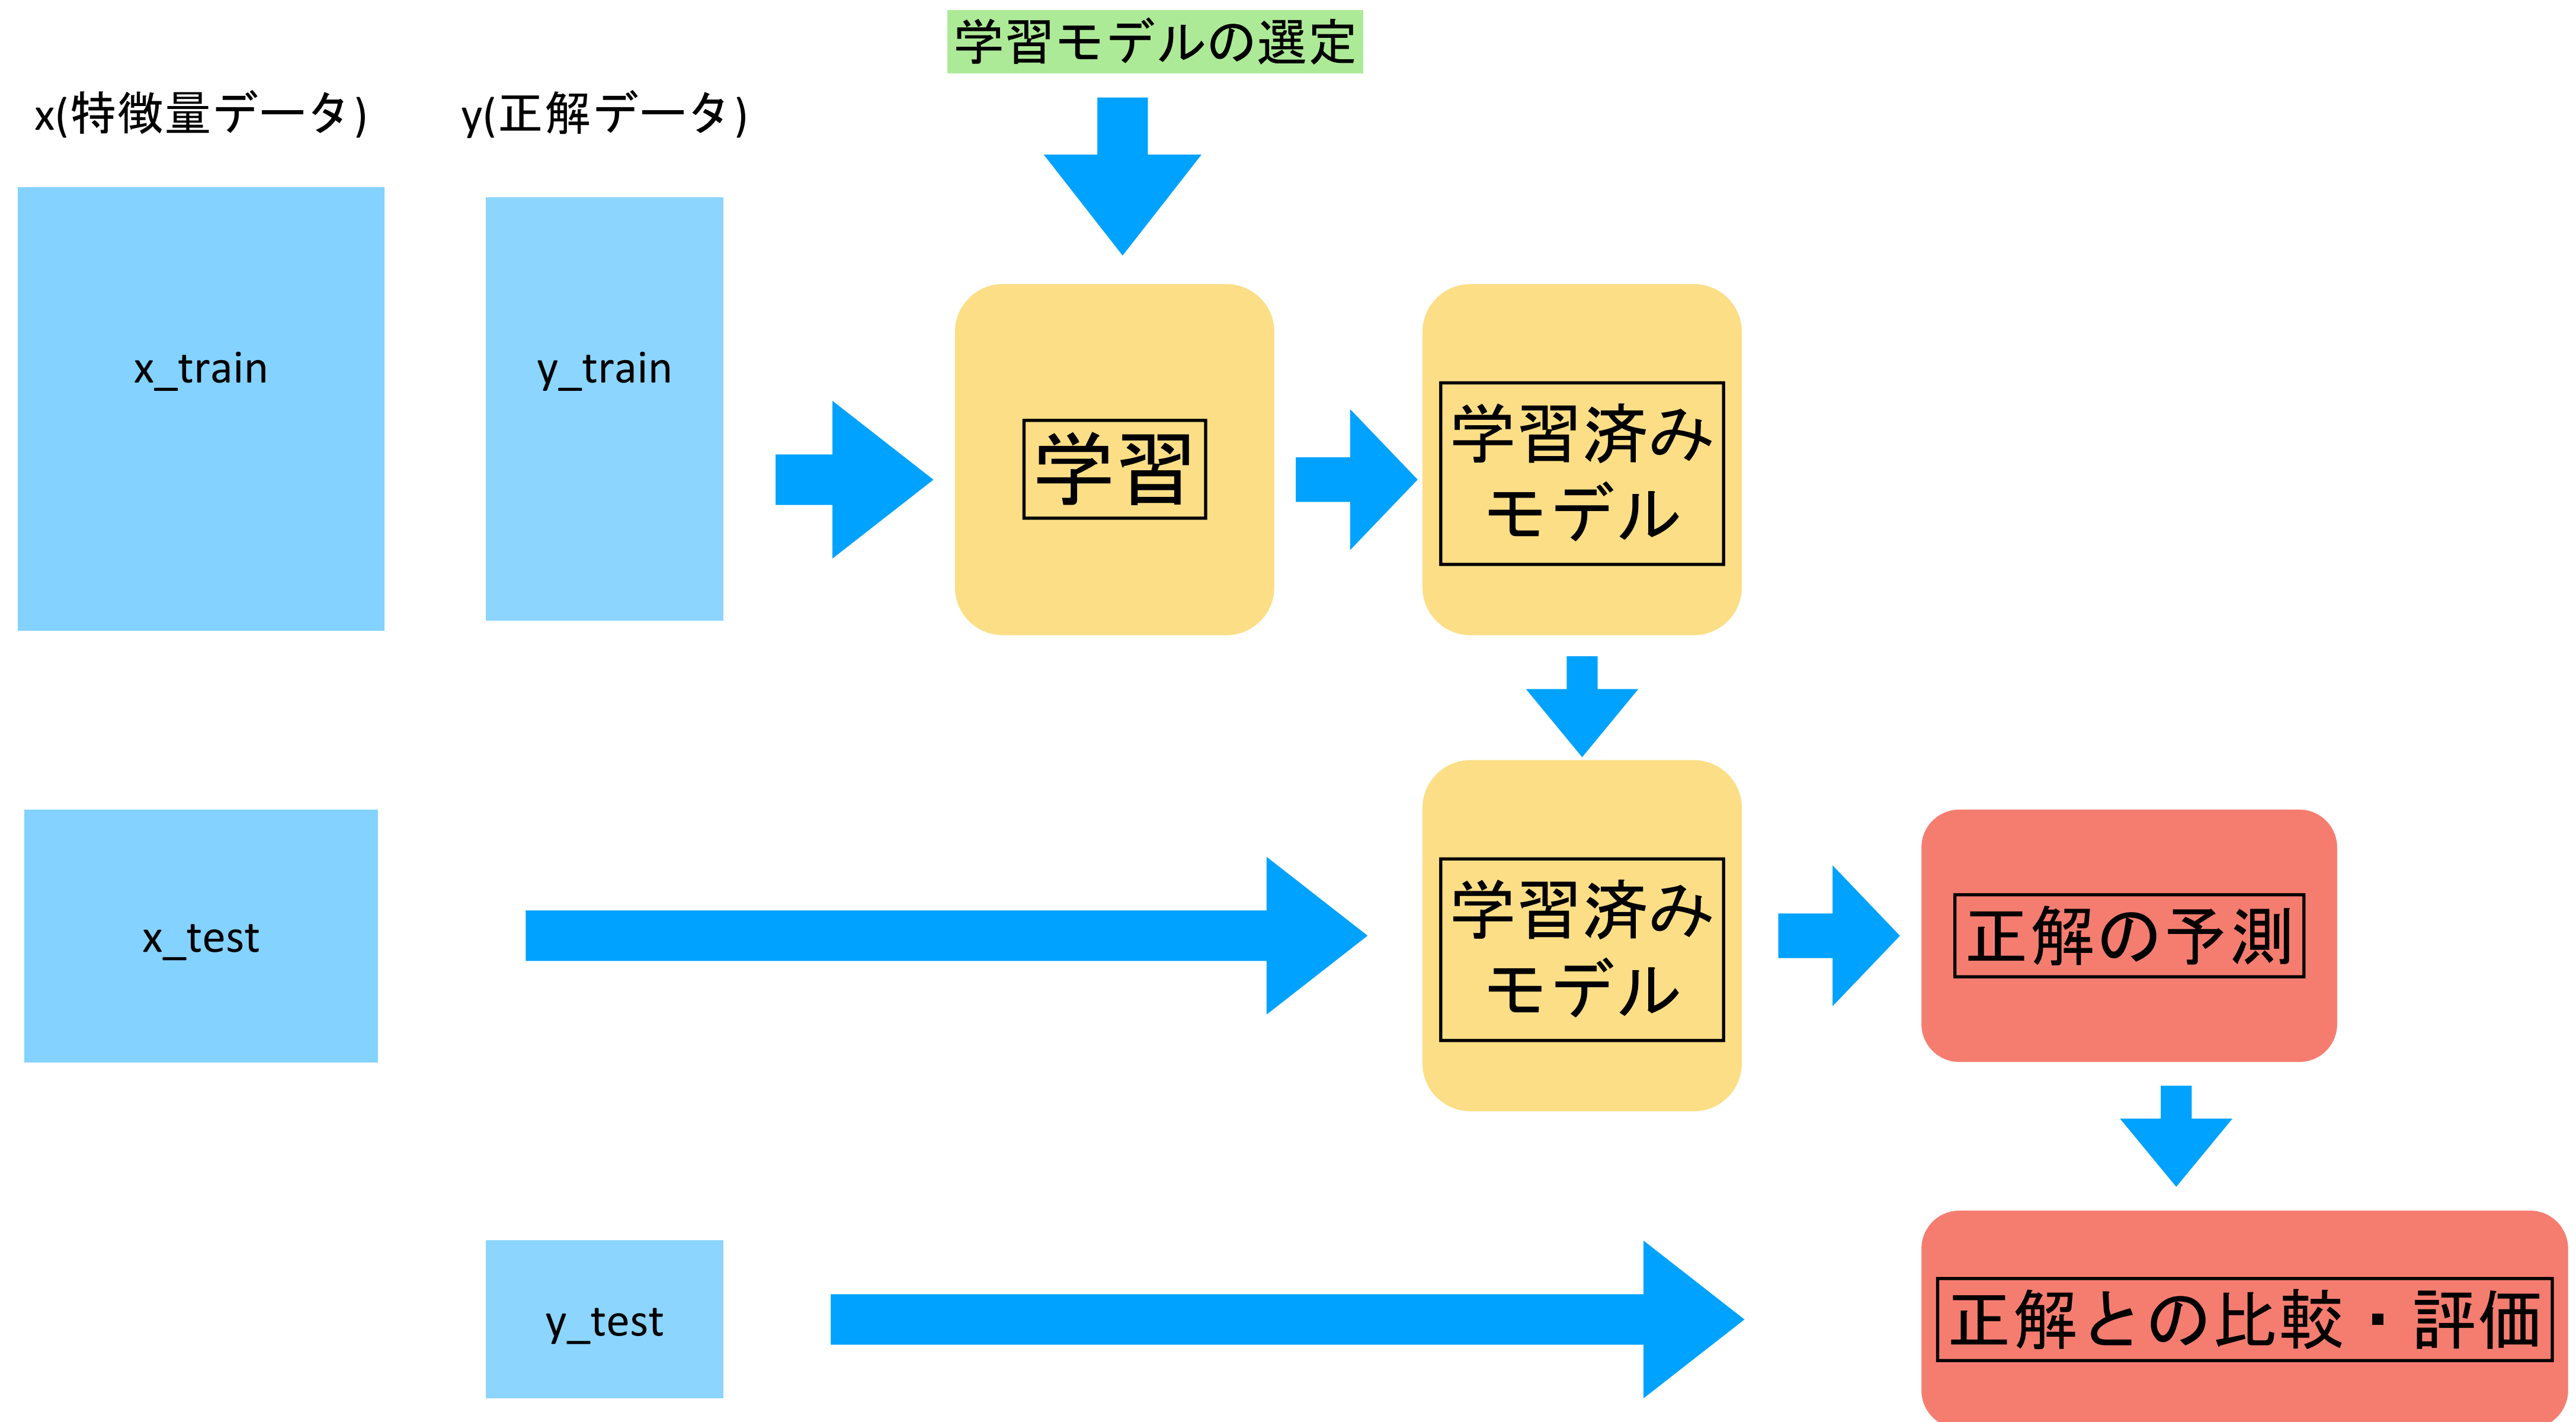 学習モデルの選定
x(特徴量データ)
y(正解データ)
x_train
y_train
学習
学習済み
モデル
x_test
学習済み
モデル
正解の予測
y_test
正解との比較・評価